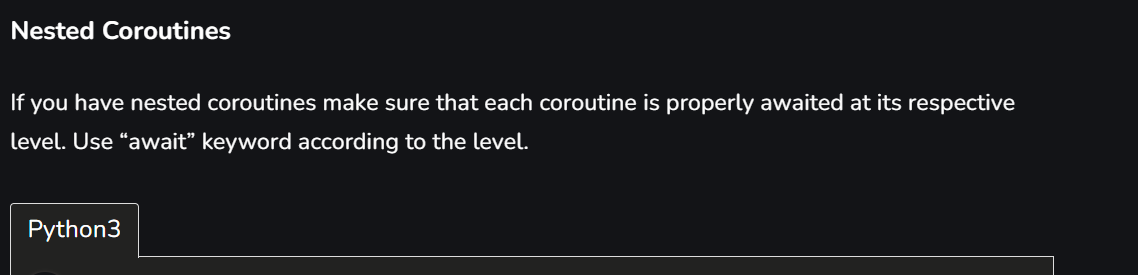 Nested Coroutines
If you have nested coroutines make sure that each coroutine is properly awaited at its respective
level. Use “await” keyword according to the level.
Python3